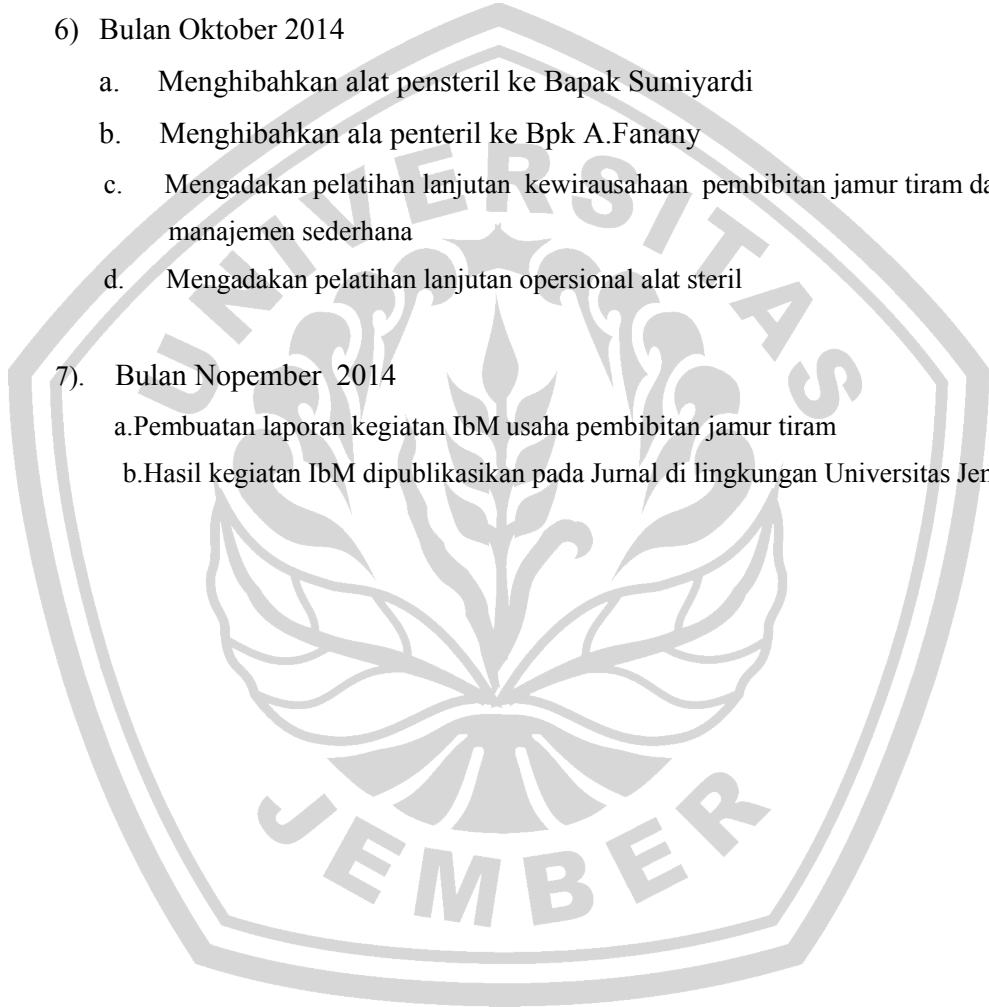 6) Bulan Oktober 2014
a. Menghibahkan alat pensteril ke Bapak Sumiyardi
b. Menghibahkan ala penteril ke Bpk A.Fanany
c. Mengadakan pelatihan lanjutan kewirausahaan pembibitan jamur tiram da
manajemen sederhana
d. Mengadakan pelatihan lanjutan opersional alat steril
7). Bulan Nopember 2014
a.Pembuatan laporan kegiatan IbM usaha pembibitan jamur tiram
b.Hasil kegiatan IbM dipublikasikan pada Jurnal di lingkungan Universitas Jem
UNIVERSITAS
JEMBER